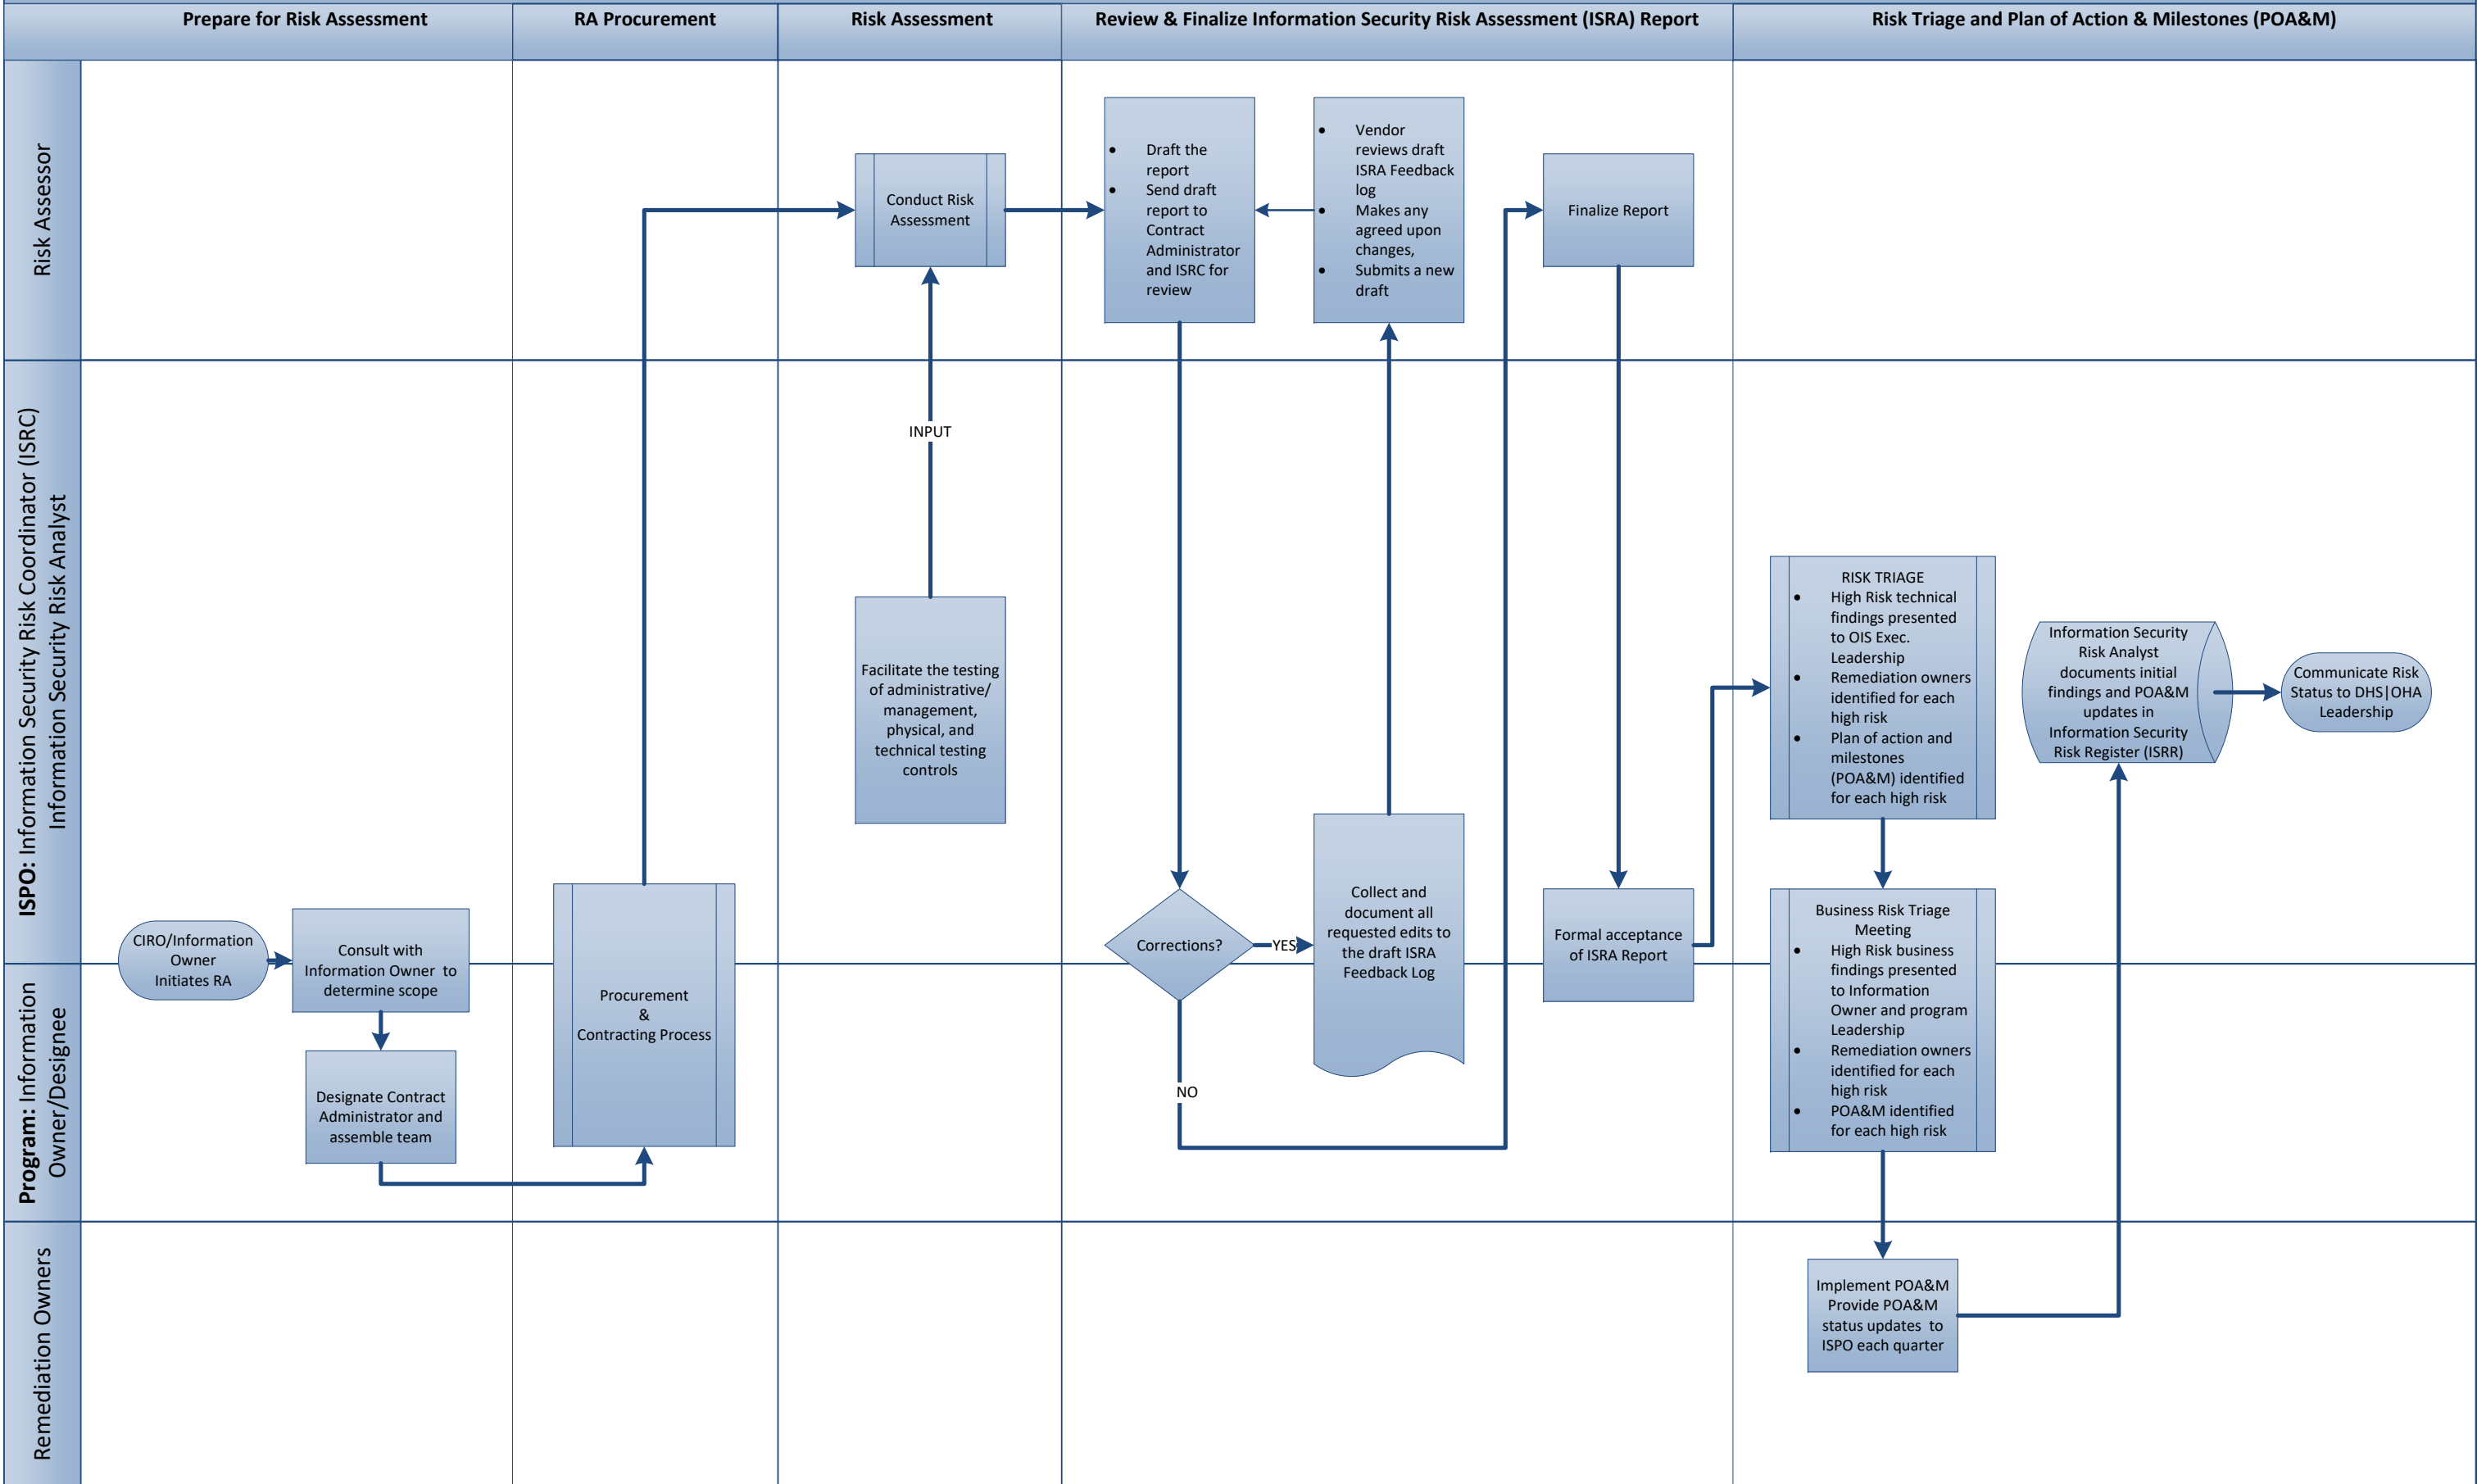 Prepare for Risk Assessment
RA Procurement
Risk Assessment
Review & Finalize Information Security Risk Assessment (ISRA) Report
Risk Triage and Plan of Action & Milestones (POA&M)
Risk Assessor
Conduct Risk
Assessment
• Draft the
report
• Send draft
report to
Contract
Administrator
and ISRC for
review
• Vendor
reviews draft
ISRA Feedback
log
• Makes any
agreed upon
changes,
• Submits a new
draft
Finalize Report
ISPO: Information Security Risk Coordinator (ISRC)
Information Security Risk Analyst
INPUT
Facilitate the testing
of administrative/
management,
physical, and
technical testing
controls
RISK TRIAGE
• High Risk technical
findings presented
to OIS Exec.
Leadership
• Remediation owners
identified for each
high risk
• Plan of action and
milestones
(POA&M) identified
for each high risk
Information Security
Risk Analyst
documents initial
findings and POA&M
updates in
Information Security
Risk Register (ISRR)
Communicate Risk
Status to DHS|OHA
Leadership
CIRO/Information
Owner
Initiates RA
Consult with
Information Owner to
determine scope
Procurement
&
Contracting Process
Corrections?
YES
Collect and
document all
requested edits to
the draft ISRA
Feedback Log
Formal acceptance
of ISRA Report
Business Risk Triage
Meeting
• High Risk business
findings presented
to Information
Owner and program
Leadership
• Remediation owners
identified for each
high risk
• POA&M identified
for each high risk
Program: Information
Owner/Designee
Designate Contract
Administrator and
assemble team
NO
Remediation Owners
Implement POA&M
Provide POA&M
status updates to
ISPO each quarter